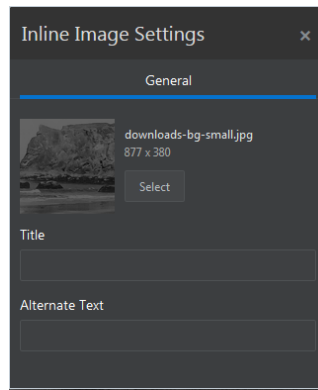 Inline Image Settings ×
General
downloads-bg-small.jpg
877 x 380
Select
Title
Alternate Text